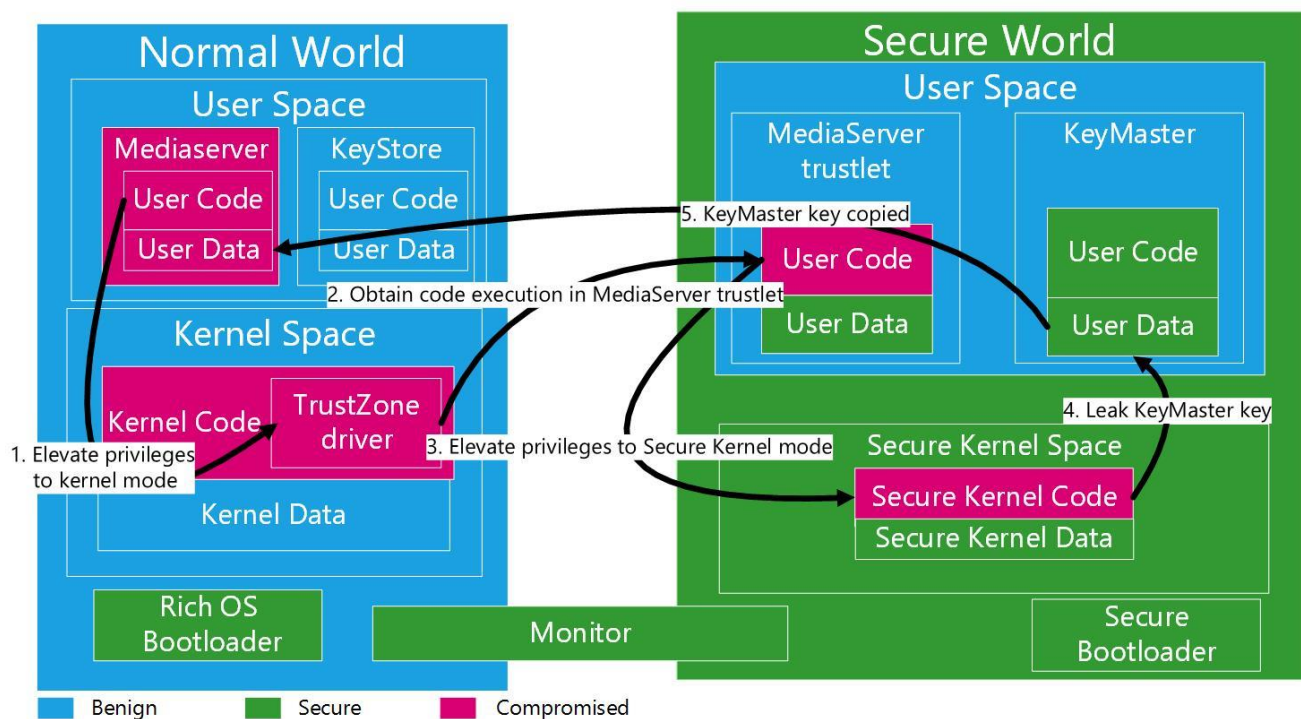 Normal World
User Space
Mediaserver
User Code
User Data
KeyStore
User Code
User Data
Kernel Space
Kernel Code
TrustZone
driver
Kernel Data
1. Elevate privileges
to kernel mode
Rich OS
Bootloader
Monitor
2. Obtain code execution in MediaServer trustlet
3. Elevate privileges to Secure Kernel mode
Secure World
User Space
MediaServer
trustlet
5. KeyMaster key copied
User Code
User Data
KeyMaster
User Code
User Data
4. Leak KeyMaster key
Secure Kernel Space
Secure Kernel Code
Secure Kernel Data
Secure
Bootloader
Benign
Secure
Compromised